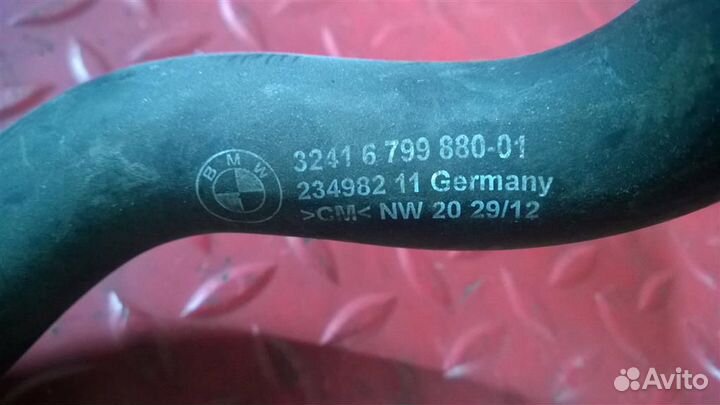 BMW
3241 6 799 880-01
234982 11 Germany
>CM< NW 20 29/12
Avito